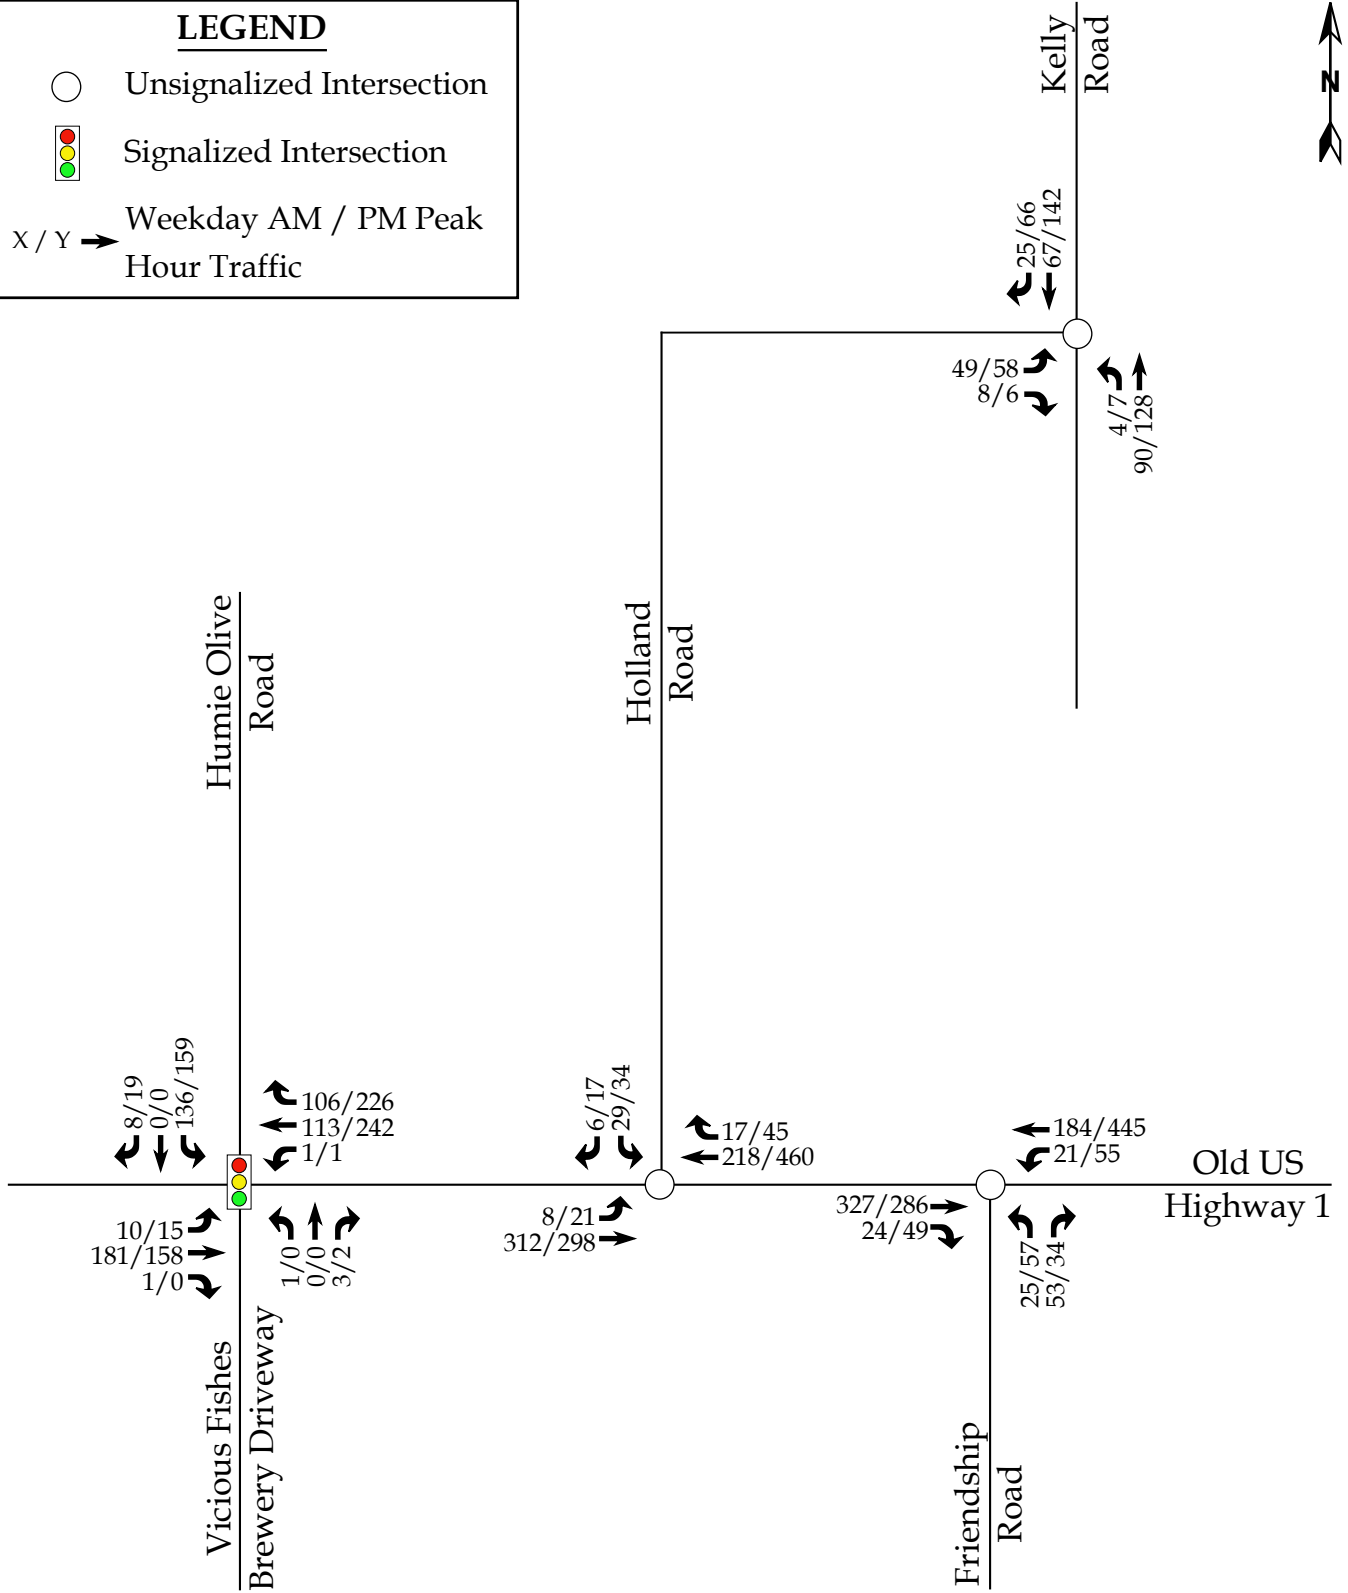 LEGEND
Unsignalized Intersection
Signalized Intersection
X / Y
Weekday AM / PM Peak
Hour Traffic
Kelly
Road
N
25/66
67/142
49/58
8/6
4/7
90/128
Humie Olive
Road
Holland
Road
8/19
0/0
136/159
106/226
113/242
1/1
10/15
181/158
1/0
1/0
0/0
3/2
6/17
29/34
17/45
218/460
8/21
312/298
184/445
21/55
327/286
24/49
25/57
53/34
Old US
Highway 1
Vicious Fishes
Brewery Driveway
Friendship
Road